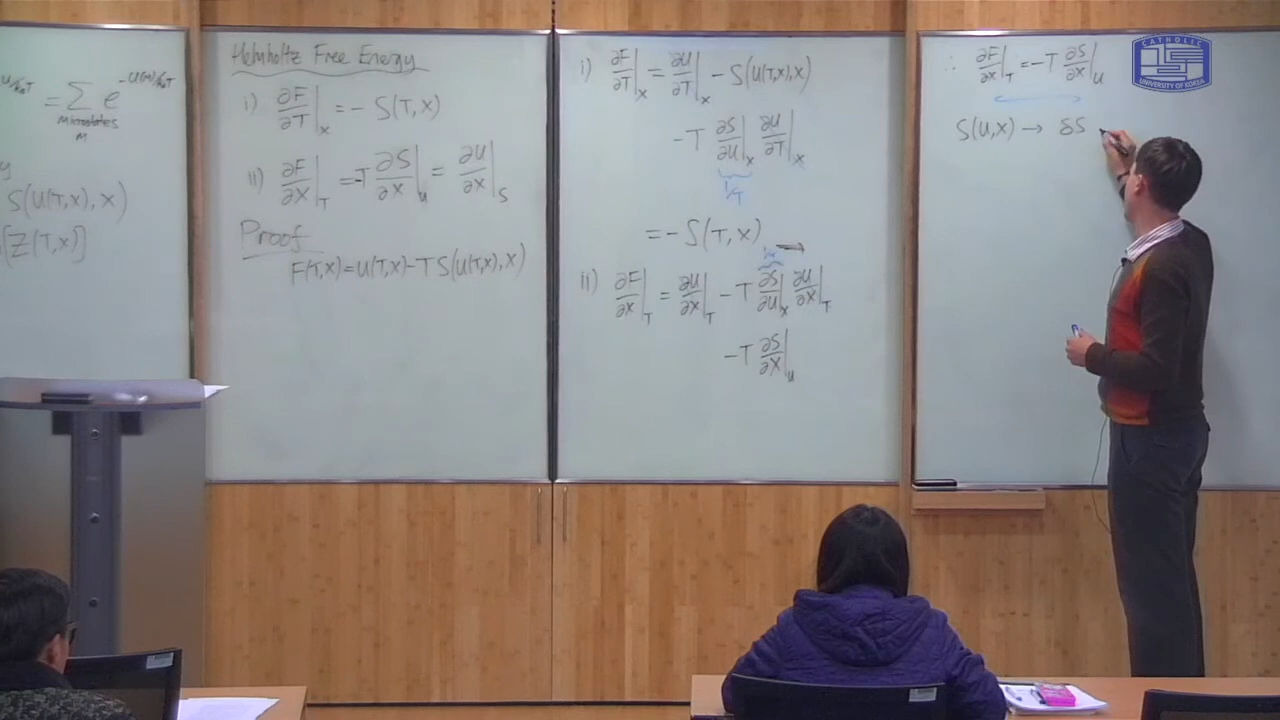 = Σ e^{-U(M)/k_BT}
Microstates
M
S(U(T,x), x)
[Z(T,x)]
Helmholtz Free Energy
i) ∂F/∂T|_x = - S(T,x)
ii) ∂F/∂x|_T = -T ∂S/∂x|_U = ∂U/∂x|_S
Proof
F(T,x) = U(T,x) - T S(U(T,x), x)
i) ∂F/∂T|_x = ∂U/∂T|_x - S(U(T,x),x)
- T ∂S/∂U|_x ∂U/∂T|_x
1/T
= - S(T,x)
ii) ∂F/∂x|_T = ∂U/∂x|_T - T ∂S/∂U|_x ∂U/∂x|_T
- T ∂S/∂x|_U
∴ ∂F/∂x|_T = -T ∂S/∂x|_U
S(U,x) → δS
CATHOLIC
UNIVERSITY OF KOREA